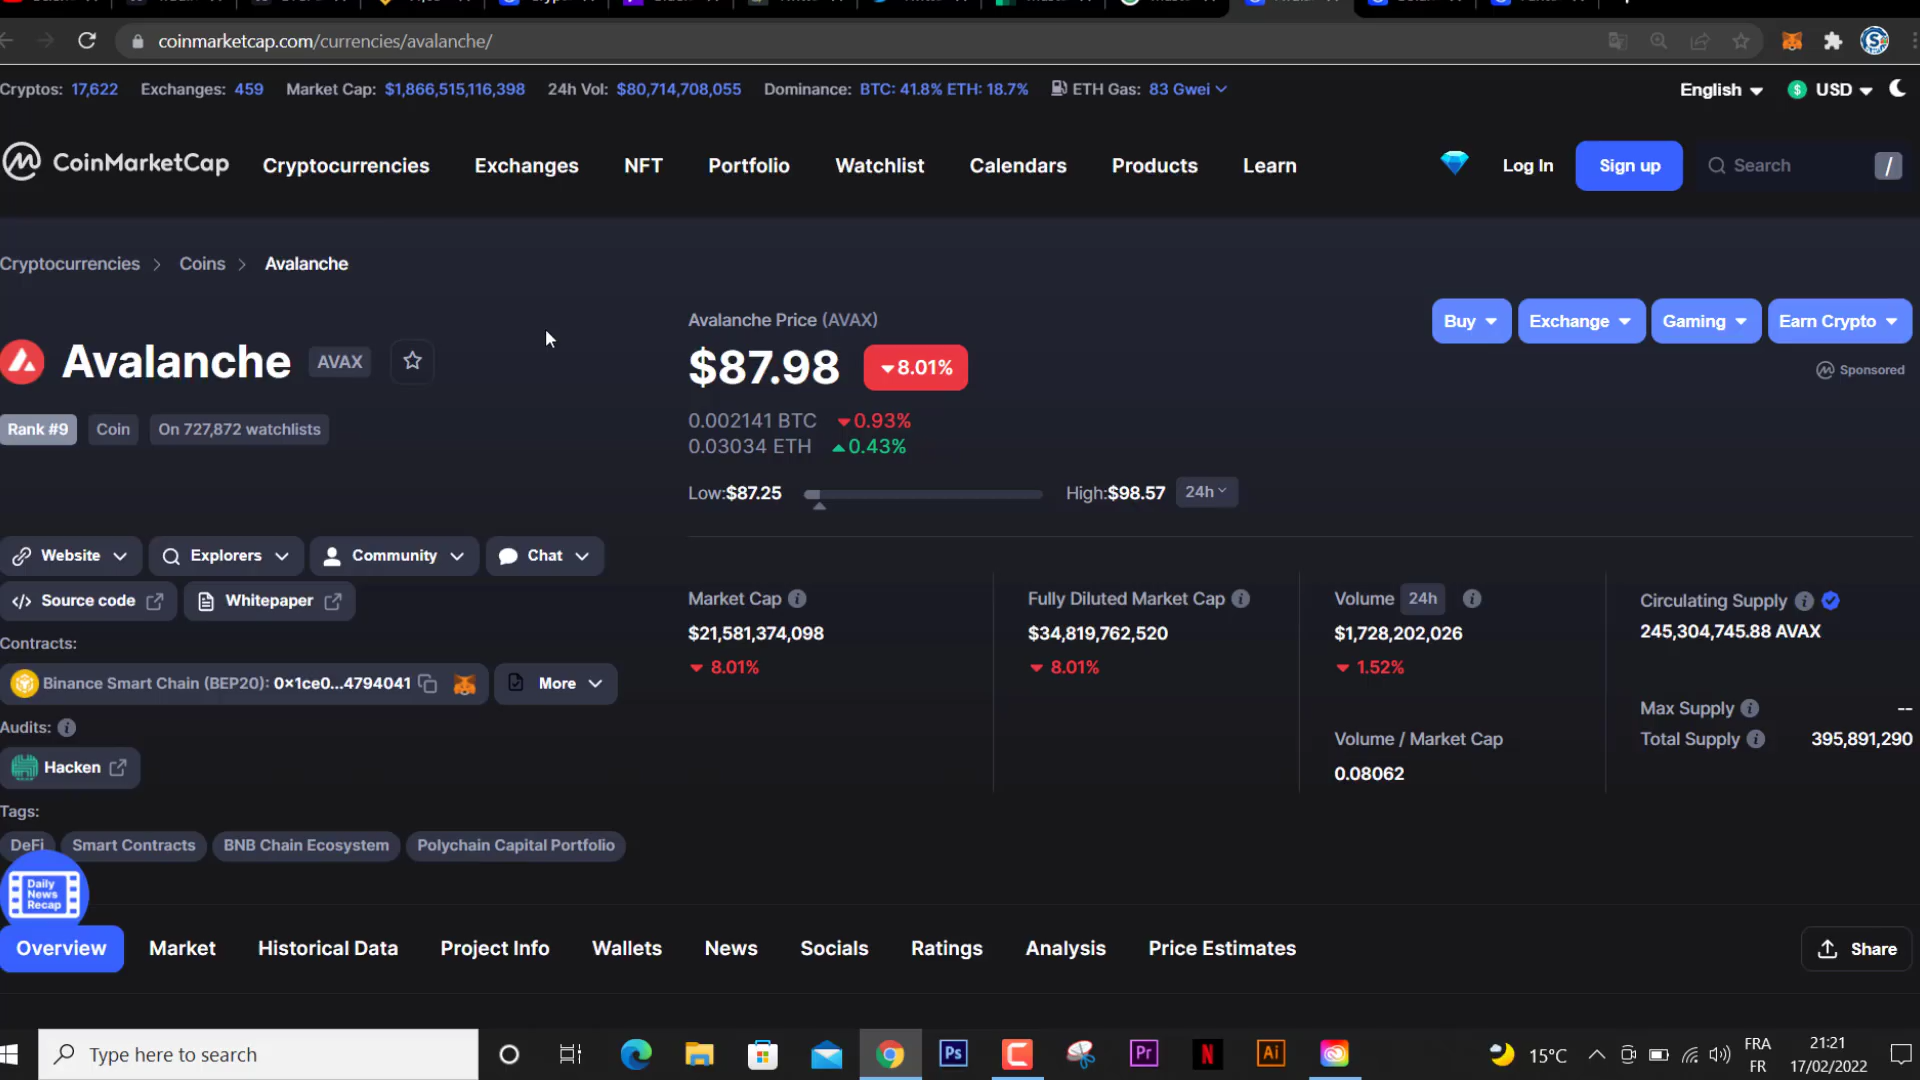 coinmarketcap.com/currencies/avalanche/
Cryptos: 17,622 Exchanges: 459 Market Cap: $1,866,515,116,398 24h Vol: $80,714,708,055 Dominance: BTC: 41.8% ETH: 18.7% ETH Gas: 83 Gwei English USD
CoinMarketCap Cryptocurrencies Exchanges NFT Portfolio Watchlist Calendars Products Learn Log In Sign up Search /
Cryptocurrencies > Coins > Avalanche
Avalanche AVAX
Rank #9 Coin On 727,872 watchlists
Avalanche Price (AVAX)
$87.98 8.01%
0.002141 BTC 0.93%
0.03034 ETH 0.43%
Low:$87.25 High:$98.57 24h
Buy Exchange Gaming Earn Crypto
Sponsored
Website Explorers Community Chat
Source code Whitepaper
Contracts:
Binance Smart Chain (BEP20): 0×1ce0...4794041 More
Audits:
Hacken
Tags:
DeFi Smart Contracts BNB Chain Ecosystem Polychain Capital Portfolio
Market Cap
$21,581,374,098
8.01%
Fully Diluted Market Cap
$34,819,762,520
8.01%
Volume 24h
$1,728,202,026
1.52%
Volume / Market Cap
0.08062
Circulating Supply
245,304,745.88 AVAX
Max Supply --
Total Supply 395,891,290
Daily
News
Recap
Overview Market Historical Data Project Info Wallets News Socials Ratings Analysis Price Estimates Share
Type here to search
Ps
Pr
N
Ai
15°C
FRA
FR
21:21
17/02/2022